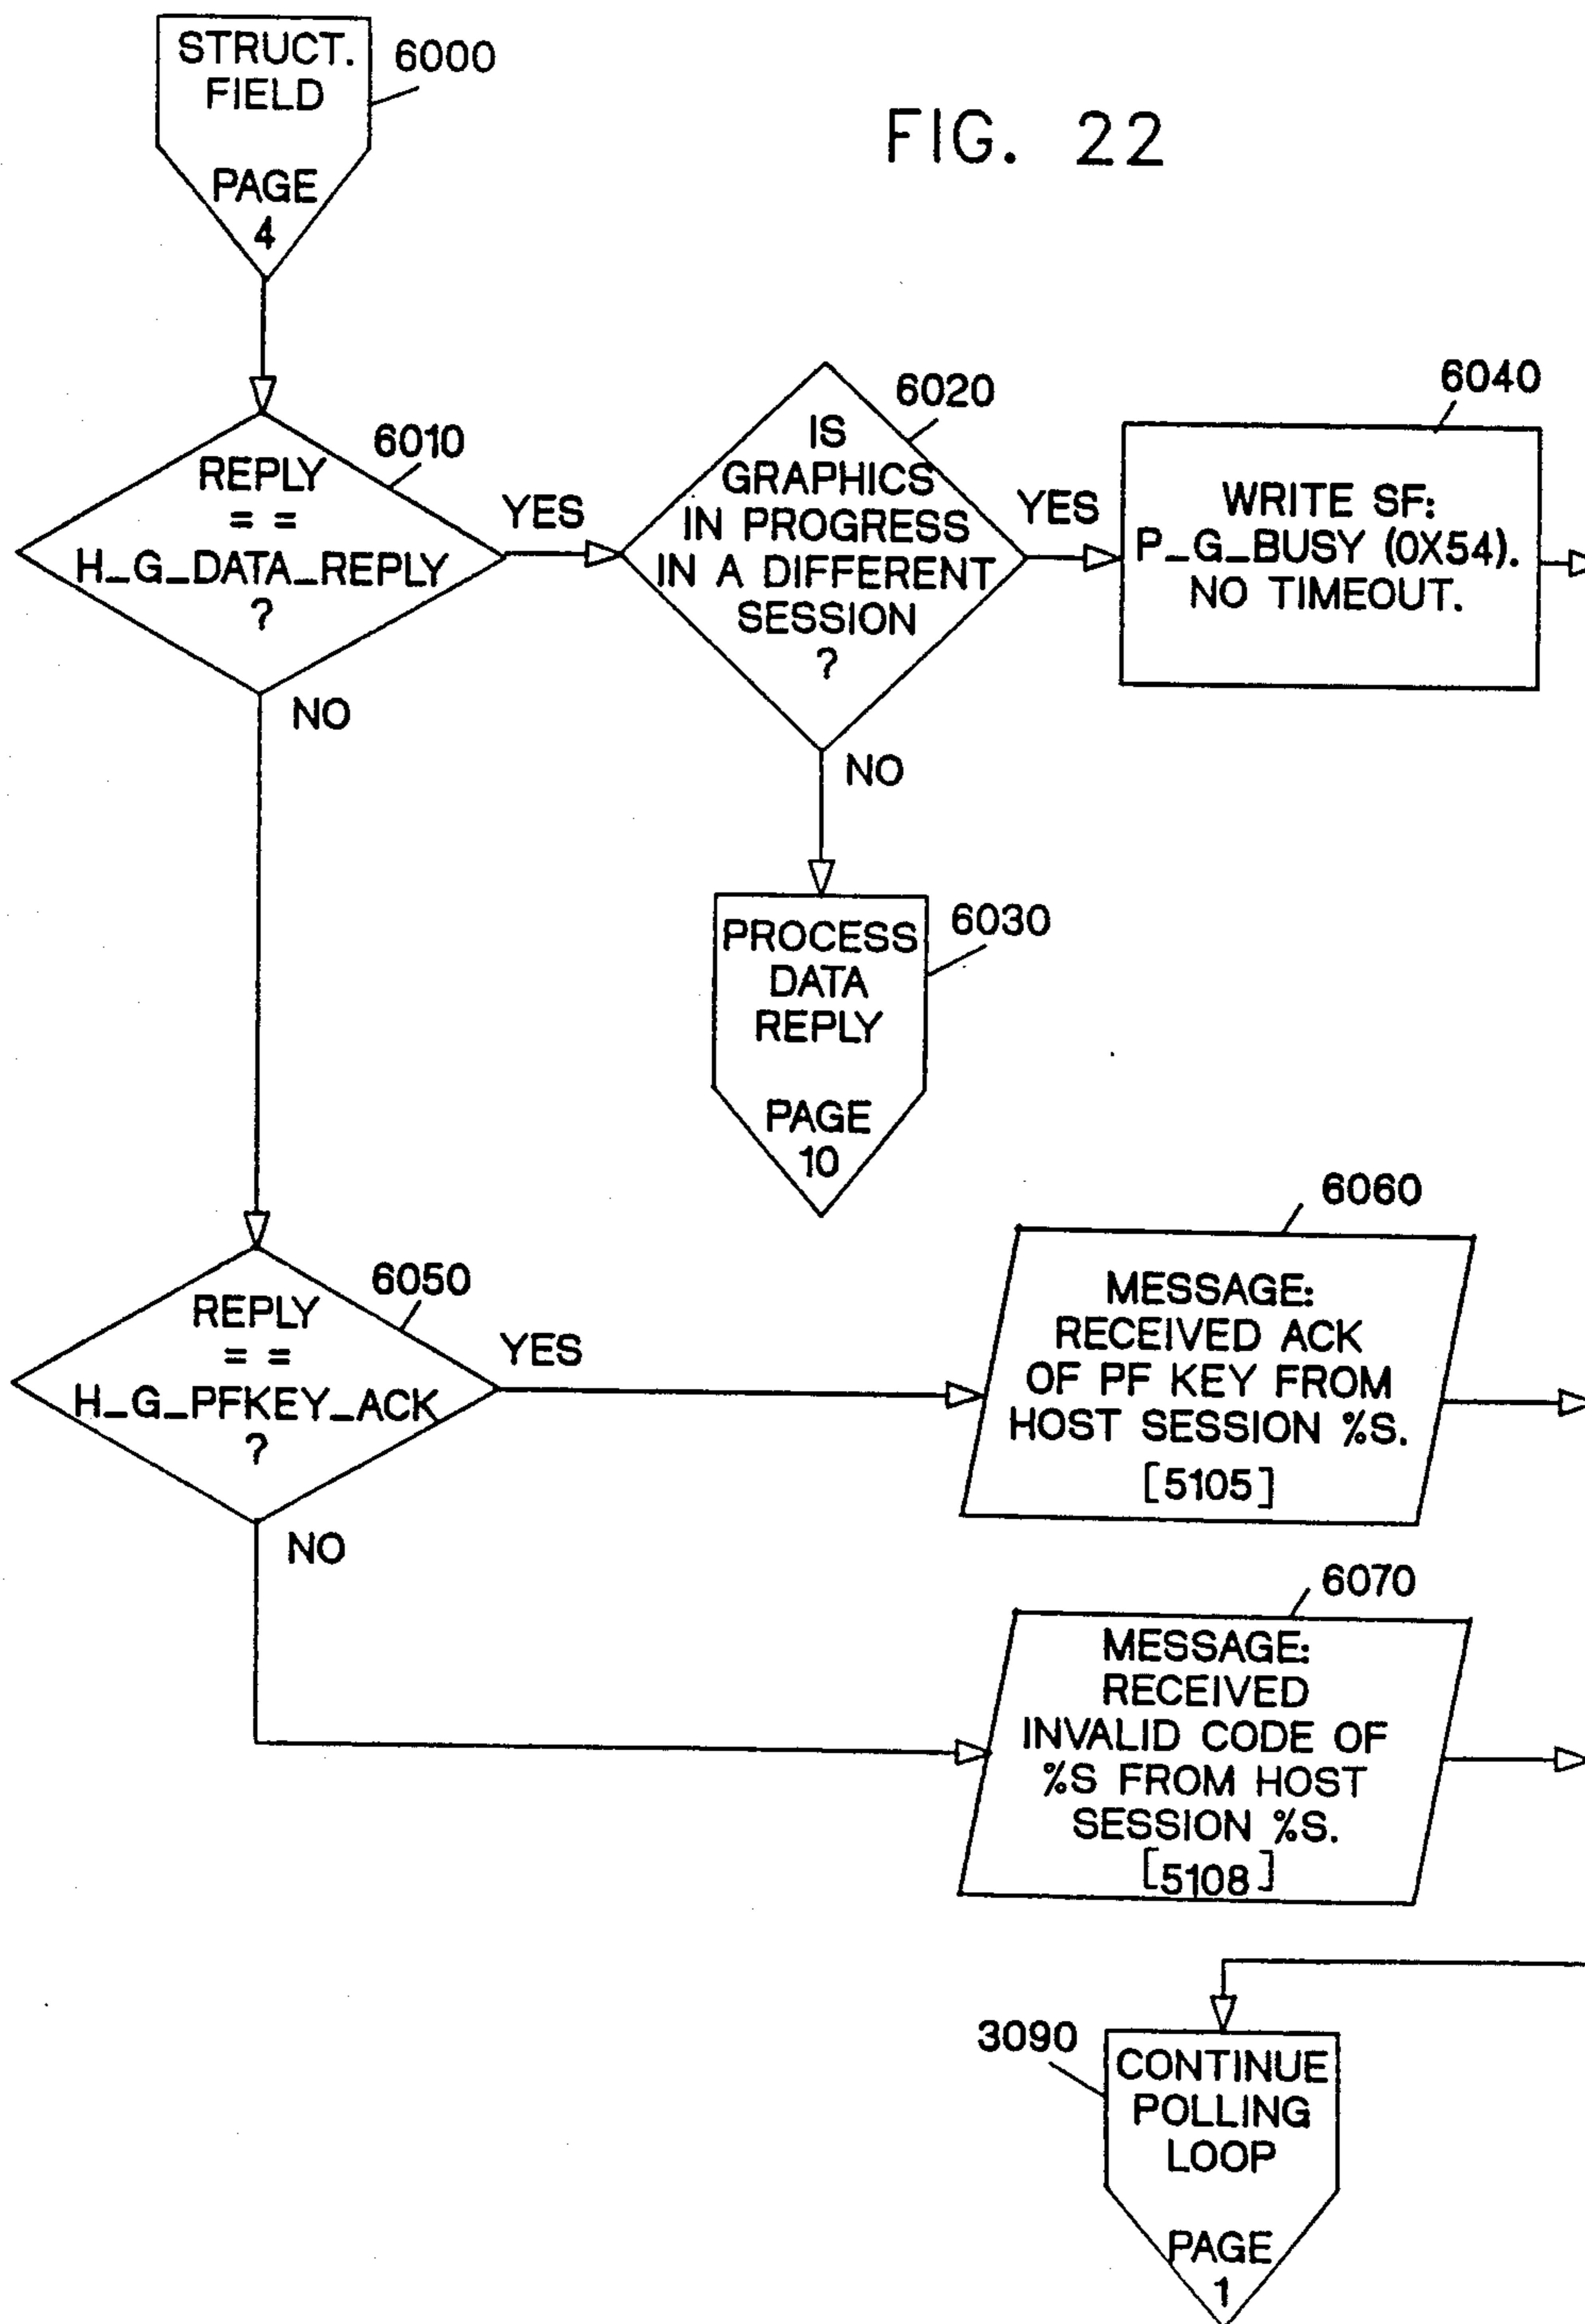 STRUCT.
FIELD
PAGE
4
6000
FIG. 22
REPLY
= =
H_G_DATA_REPLY
?
6010
YES
NO
IS
GRAPHICS
IN PROGRESS
IN A DIFFERENT
SESSION
?
6020
YES
NO
6040
WRITE SF:
P_G_BUSY (0X54).
NO TIMEOUT.
PROCESS
DATA
REPLY
PAGE
10
6030
REPLY
= =
H_G_PFKEY_ACK
?
6050
YES
NO
6060
MESSAGE:
RECEIVED ACK
OF PF KEY FROM
HOST SESSION %S.
[5105]
6070
MESSAGE:
RECEIVED
INVALID CODE OF
%S FROM HOST
SESSION %S.
[5108]
3090
CONTINUE
POLLING
LOOP
PAGE
1